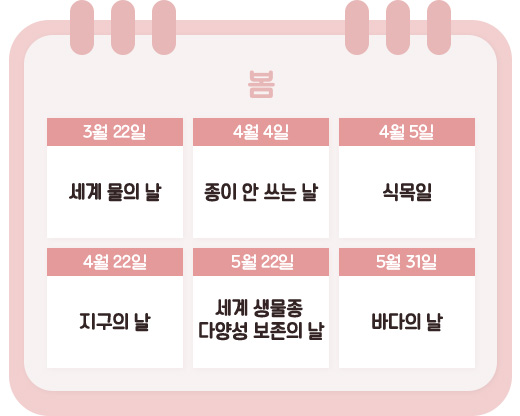 봄
3월 22일
4월 4일
4월 5일
세계 물의 날
종이 안 쓰는 날
식목일
4월 22일
5월 22일
5월 31일
지구의 날
세계 생물종
다양성 보존의 날
바다의 날